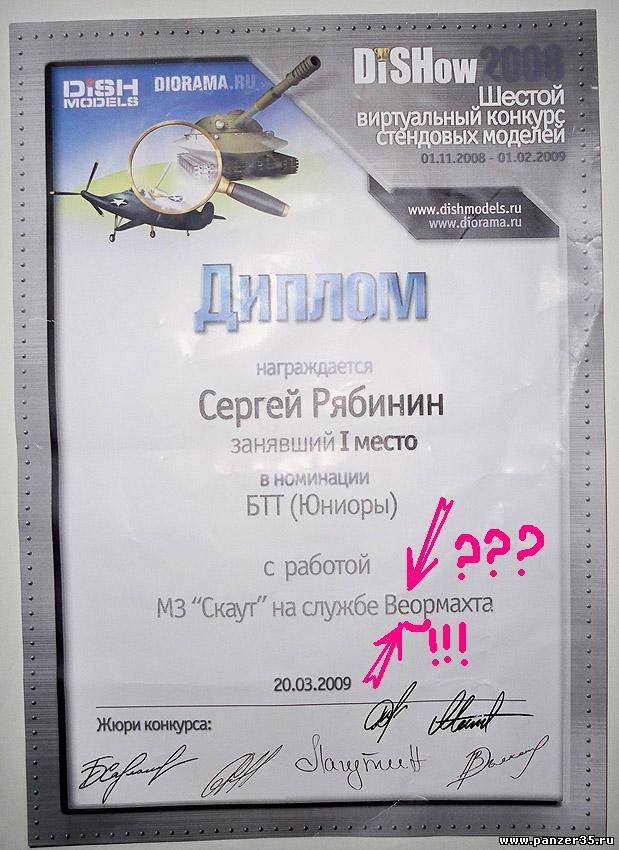 DiSH
MODELS
DIORAMA.RU
DiSHow 2008
Шестой
виртуальный конкурс
стендовых моделей
01.11.2008 - 01.02.2009
www.dishmodels.ru
www.diorama.ru
Диплом
награждается
Сергей Рябинин
занявший I место
в номинации
БТТ (Юниоры)
???
с работой
М3 "Скаут" на службе Веормахта
!!!
20.03.2009
Жюри конкурса:
www.panzer35.ru